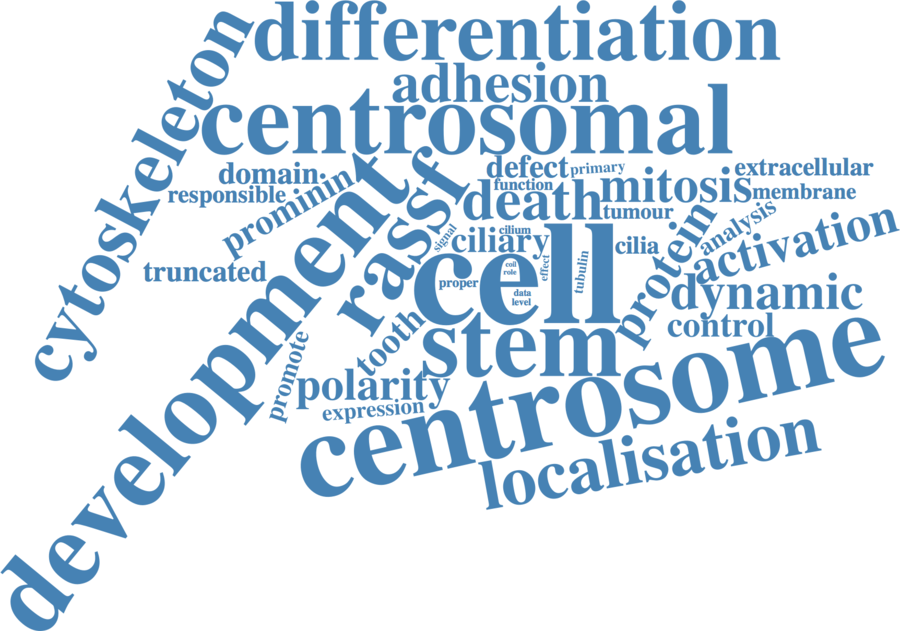 differentiation
cytoskeleton
adhesion
centrosomal
domain
defect
primary
extracellular
responsible
prominin
function
death
mitosis
membrane
development
rassf
tumour
signal
cilium
ciliary
cell
cilia
protein
analysis
activation
truncated
coil
role
effect
tubulin
proper
data
level
dynamic
control
tooth
stem
promote
polarity
expression
centrosome
localisation